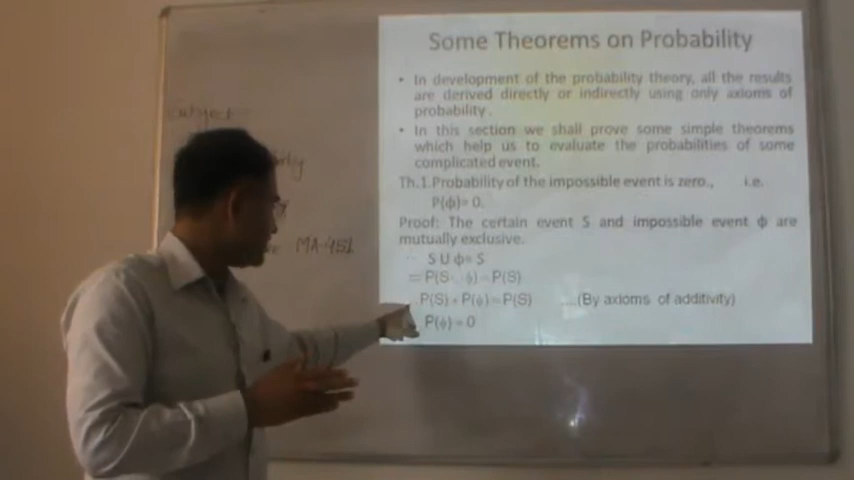 Some Theorems on Probability
• In development of the probability theory, all the results
are derived directly or indirectly using only axioms of
probability .
• In this section we shall prove some simple theorems
which help us to evaluate the probabilities of some
complicated event.
Th.1.Probability of the impossible event is zero., i.e.
P(ϕ)= 0.
Proof: The certain event S and impossible event ϕ are
mutually exclusive.
∴ S U ϕ= S
P(S ϕ) = P(S)
P(S) + P(ϕ) = P(S) ....(By axioms of additivity)
P(ϕ) = 0
Subject
MA-451